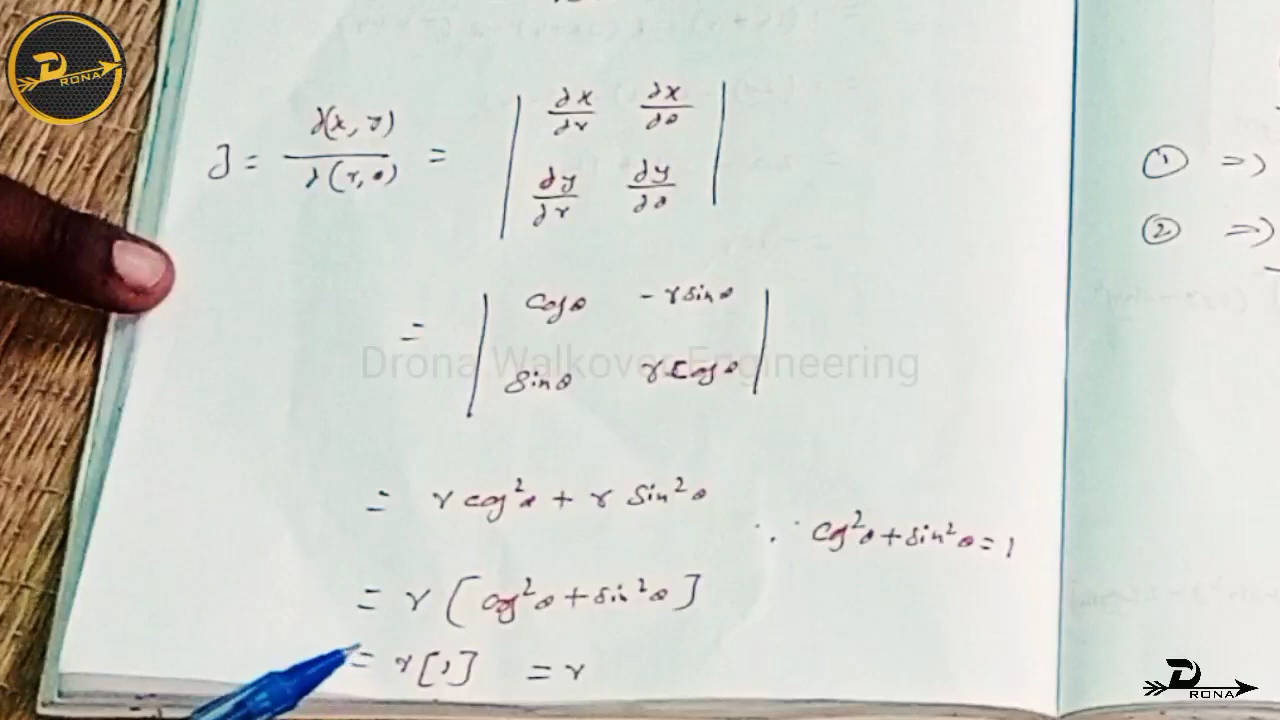 DRONA
J = ∂(x, y) / ∂(r, θ) = | ∂x/∂r ∂x/∂θ |
| ∂y/∂r ∂y/∂θ |
= | cosθ - r sinθ |
| sinθ r cosθ |
Drona Walkover Engineering
= r cos²θ + r sin²θ
∵ cos²θ + sin²θ = 1
= r [cos²θ + sin²θ]
= r [1] = r
① =>
② =>
DRONA